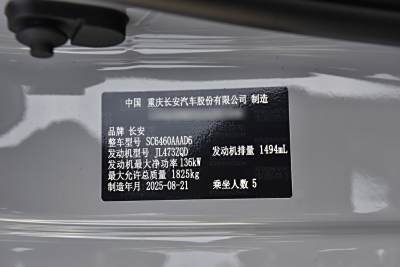 中国 重庆长安汽车股份有限公司 制造
品牌 长安
整车型号 SC6460AAAD6
发动机型号 JL473ZQD 发动机排量 1494mL
发动机最大净功率 136kW
最大允许总质量 1825kg
制造年月 2025-08-21 乘坐人数 5